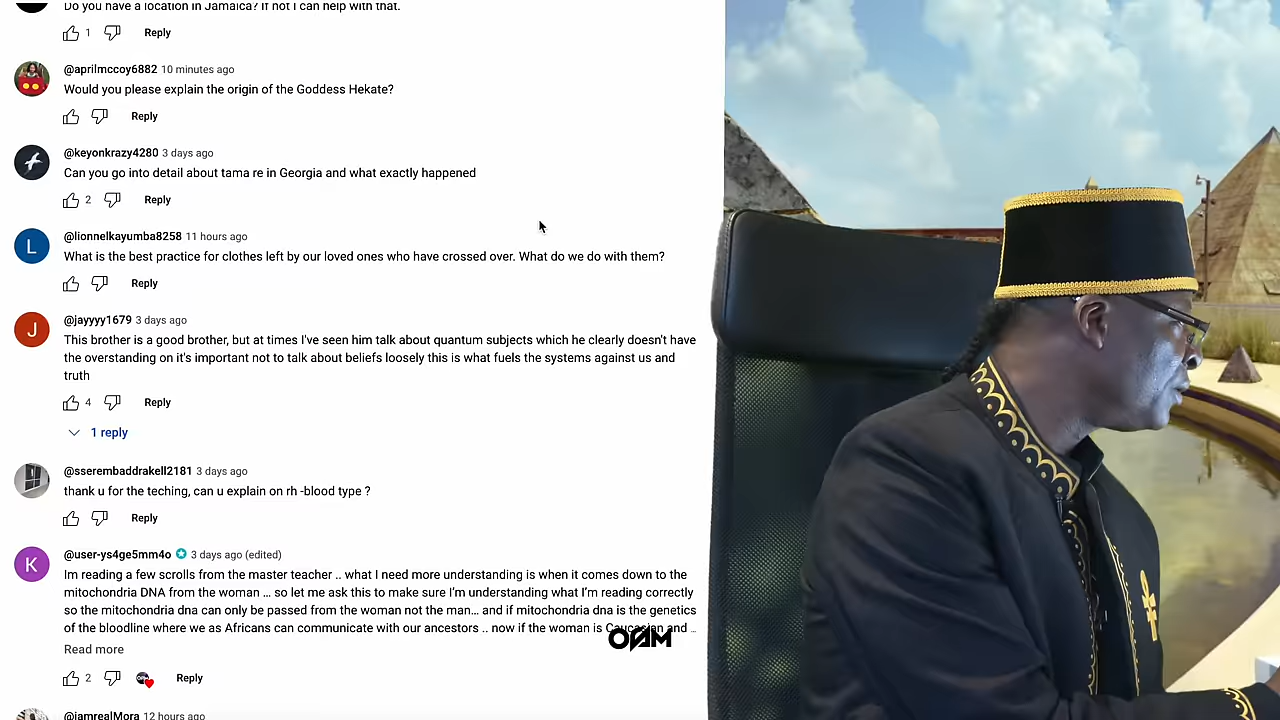 Do you have a location in Jamaica? If not I can help with that.
1 Reply
@aprilmccoy6882 10 minutes ago
Would you please explain the origin of the Goddess Hekate?
Reply
@keyonkrazy4280 3 days ago
Can you go into detail about tama re in Georgia and what exactly happened
2 Reply
L
@lionnelkayumba8258 11 hours ago
What is the best practice for clothes left by our loved ones who have crossed over. What do we do with them?
Reply
J
@jayyyy1679 3 days ago
This brother is a good brother, but at times I've seen him talk about quantum subjects which he clearly doesn't have
the overstanding on it's important not to talk about beliefs loosely this is what fuels the systems against us and
truth
4 Reply
1 reply
@sserembaddrakell2181 3 days ago
thank u for the teching, can u explain on rh -blood type ?
Reply
K
@user-ys4ge5mm4o 3 days ago (edited)
Im reading a few scrolls from the master teacher .. what I need more understanding is when it comes down to the
mitochondria DNA from the woman … so let me ask this to make sure I'm understanding what I'm reading correctly
so the mitochondria dna can only be passed from the woman not the man… and if mitochondria dna is the genetics
of the bloodline where we as Africans can communicate with our ancestors .. now if the woman is Caucasian and …
Read more
2 Reply
@iamrealMora 12 hours ago